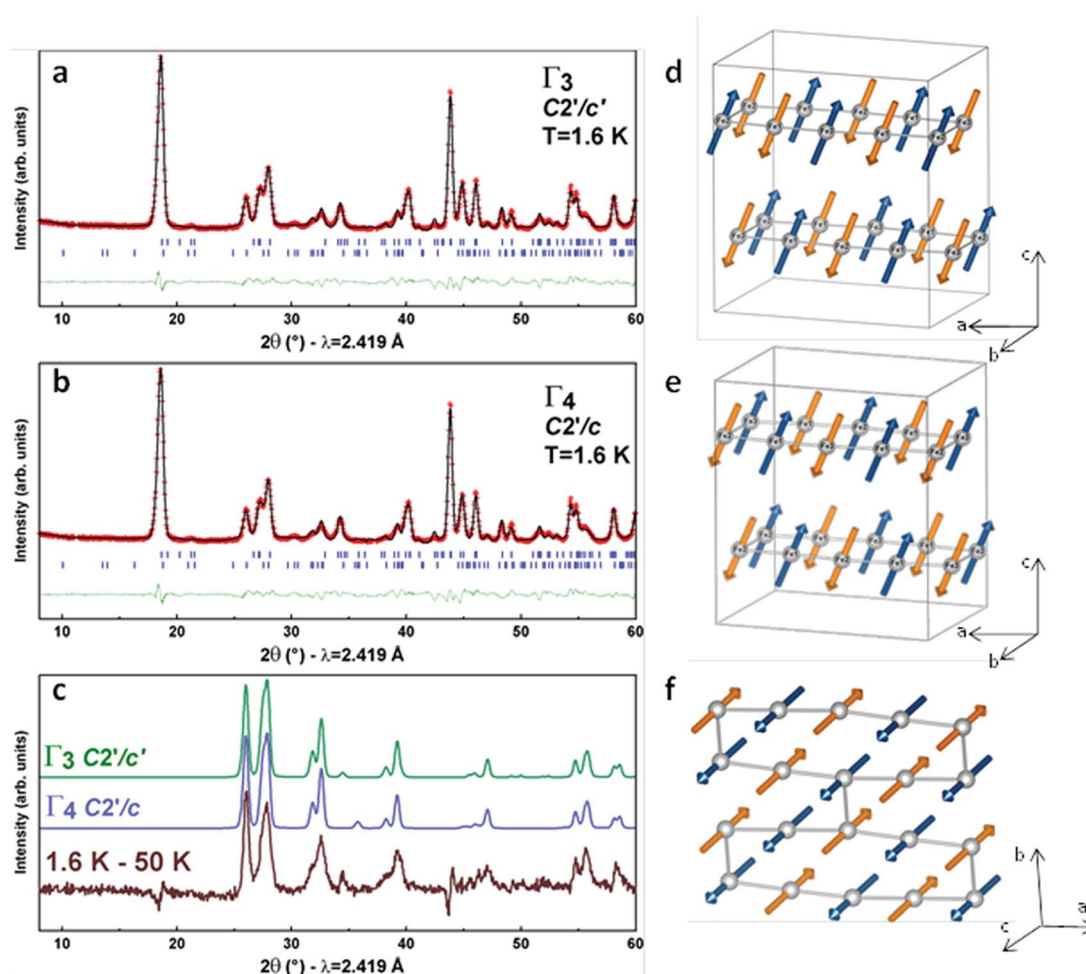 a
Γ3
C2'/c'
T=1.6 K
Intensity (arb. units)
10 20 30 40 50 60
2θ (°) - λ=2.419 Å
b
Γ4
C2'/c
T=1.6 K
Intensity (arb. units)
10 20 30 40 50 60
2θ (°) - λ=2.419 Å
c
Γ3 C2'/c'
Γ4 C2'/c
1.6 K - 50 K
Intensity (arb. units)
10 20 30 40 50 60
2θ (°) - λ=2.419 Å
d
c
a
b
e
c
a
b
f
b
a
c